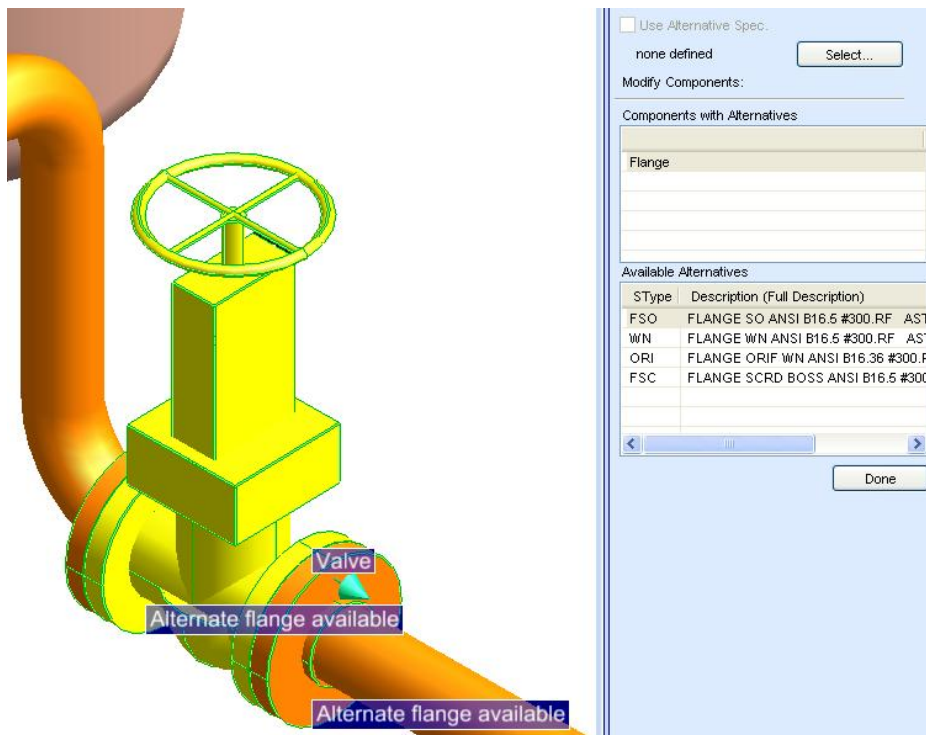 Use Alternative Spec.
none defined
Select...
Modify Components:
Components with Alternatives
Flange
Available Alternatives
SType Description (Full Description)
FSO FLANGE SO ANSI B16.5 #300.RF AST
WN FLANGE WN ANSI B16.5 #300.RF AS
ORI FLANGE ORIF WN ANSI B16.36 #300.R
FSC FLANGE SCRD BOSS ANSI B16.5 #300
Done
Valve
Alternate flange available
Alternate flange available